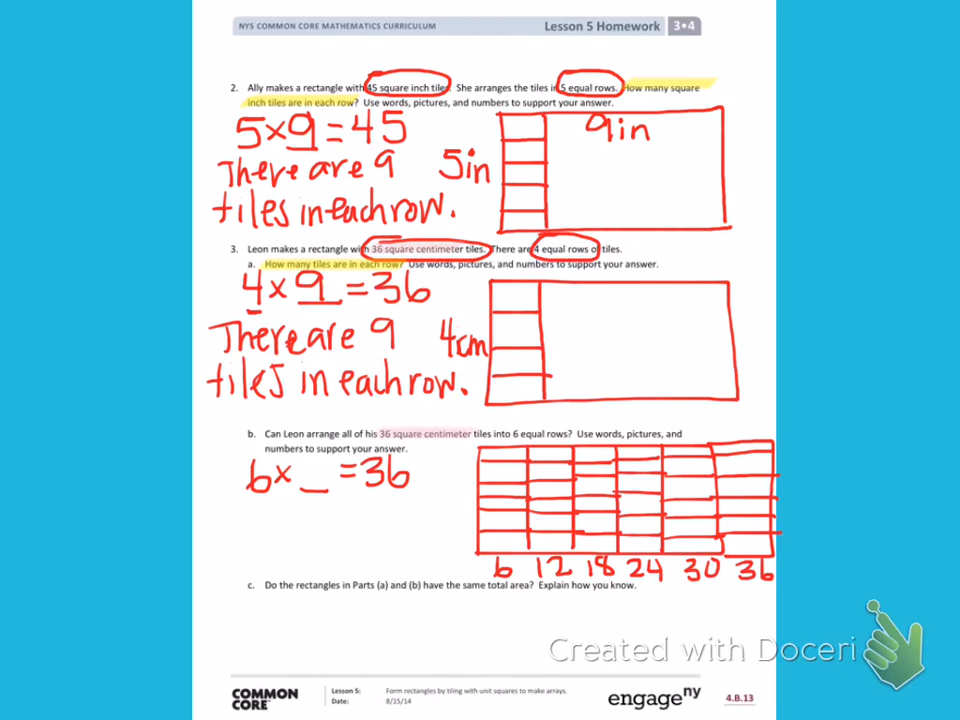 NYS COMMON CORE MATHEMATICS CURRICULUM Lesson 5 Homework 3•4
2. Ally makes a rectangle with 45 square inch tiles. She arranges the tiles in 5 equal rows. How many square
inch tiles are in each row? Use words, pictures, and numbers to support your answer.
5×9=45
9in
There are 9
5in
tiles in each row.
3. Leon makes a rectangle with 36 square centimeter tiles. There are 4 equal rows of tiles.
a. How many tiles are in each row? Use words, pictures, and numbers to support your answer.
4×9=36
There are 9
4cm
tiles in each row.
b. Can Leon arrange all of his 36 square centimeter tiles into 6 equal rows? Use words, pictures, and
numbers to support your answer.
6×_=36
6 12 18 24 30 36
c. Do the rectangles in Parts (a) and (b) have the same total area? Explain how you know.
Created with Doceri
COMMON CORE™
Lesson 5: Form rectangles by tiling with unit squares to make arrays.
Date: 8/15/14
engage ny
4.B.13